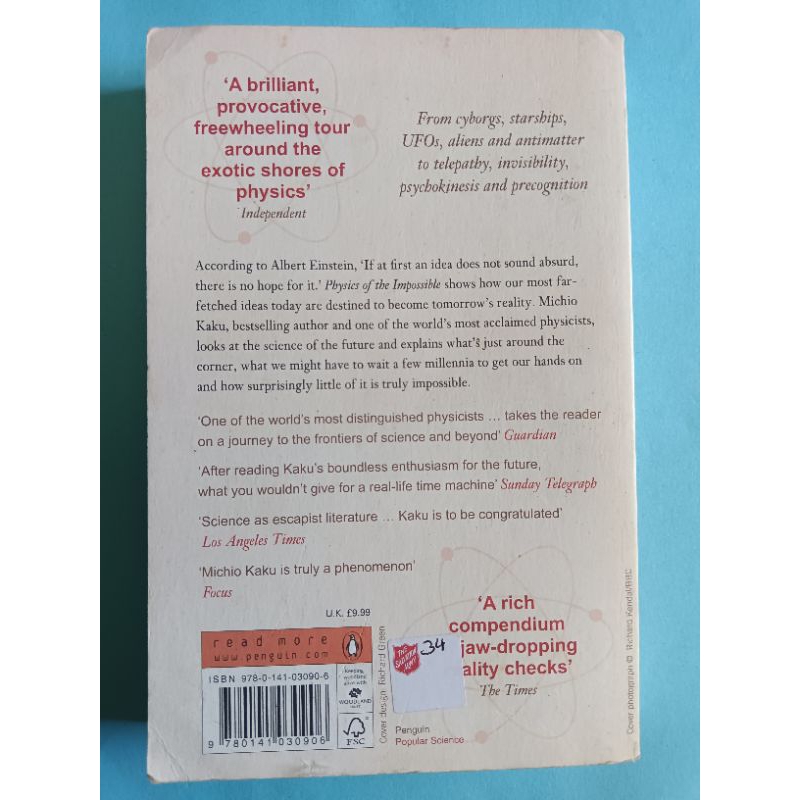 'A brilliant,
provocative,
freewheeling tour
around the
exotic shores of
physics'
Independent
From cyborgs, starships,
UFOs, aliens and antimatter
to telepathy, invisibility,
psychokinesis and precognition
According to Albert Einstein, 'If at first an idea does not sound absurd,
there is no hope for it.' Physics of the Impossible shows how our most far-
fetched ideas today are destined to become tomorrow's reality. Michio
Kaku, bestselling author and one of the world's most acclaimed physicists,
looks at the science of the future and explains what's just around the
corner, what we might have to wait a few millennia to get our hands on
and how surprisingly little of it is truly impossible.
'One of the world's most distinguished physicists ... takes the reader
on a journey to the frontiers of science and beyond' Guardian
'After reading Kaku's boundless enthusiasm for the future,
what you wouldn't give for a real-life time machine' Sunday Telegraph
'Science as escapist literature ... Kaku is to be congratulated'
Los Angeles Times
'Michio Kaku is truly a phenomenon'
Focus
U.K. £9.99
read more
www.penguin.com
ISBN 978-0-141-03090-6
9 780141 030906
WOODLAND
FSC
Cover design: Richard Green
THE
SALVATION
ARMY
34
'A rich
compendium
jaw-dropping
ality checks'
The Times
Penguin
Popular Science
Cover photograph © Richard Kendal/BBC